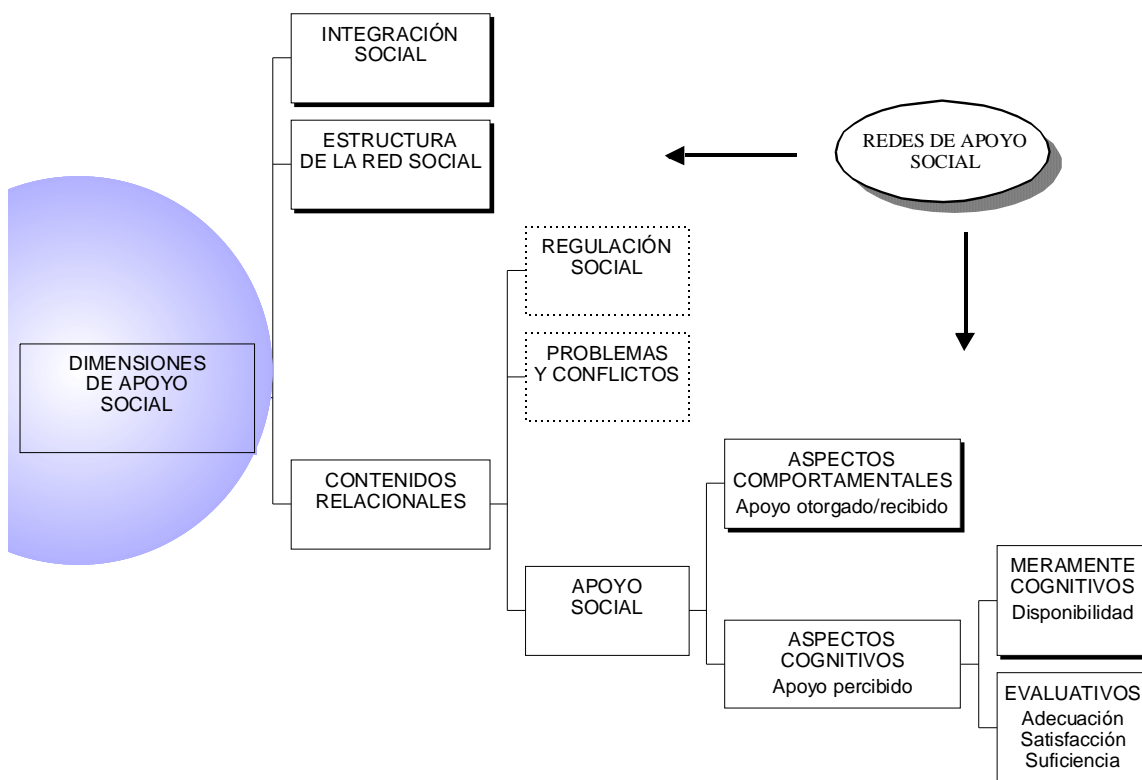 INTEGRACIÓN
SOCIAL
ESTRUCTURA
DE LA RED SOCIAL
REDES DE APOYO
SOCIAL
REGULACIÓN
SOCIAL
PROBLEMAS
Y CONFLICTOS
DIMENSIONES
DE APOYO
SOCIAL
CONTENIDOS
RELACIONALES
ASPECTOS
COMPORTAMENTALES
Apoyo otorgado/recibido
APOYO
SOCIAL
ASPECTOS
COGNITIVOS
Apoyo percibido
MERAMENTE
COGNITIVOS
Disponibilidad
EVALUATIVOS
Adecuación
Satisfacción
Suficiencia